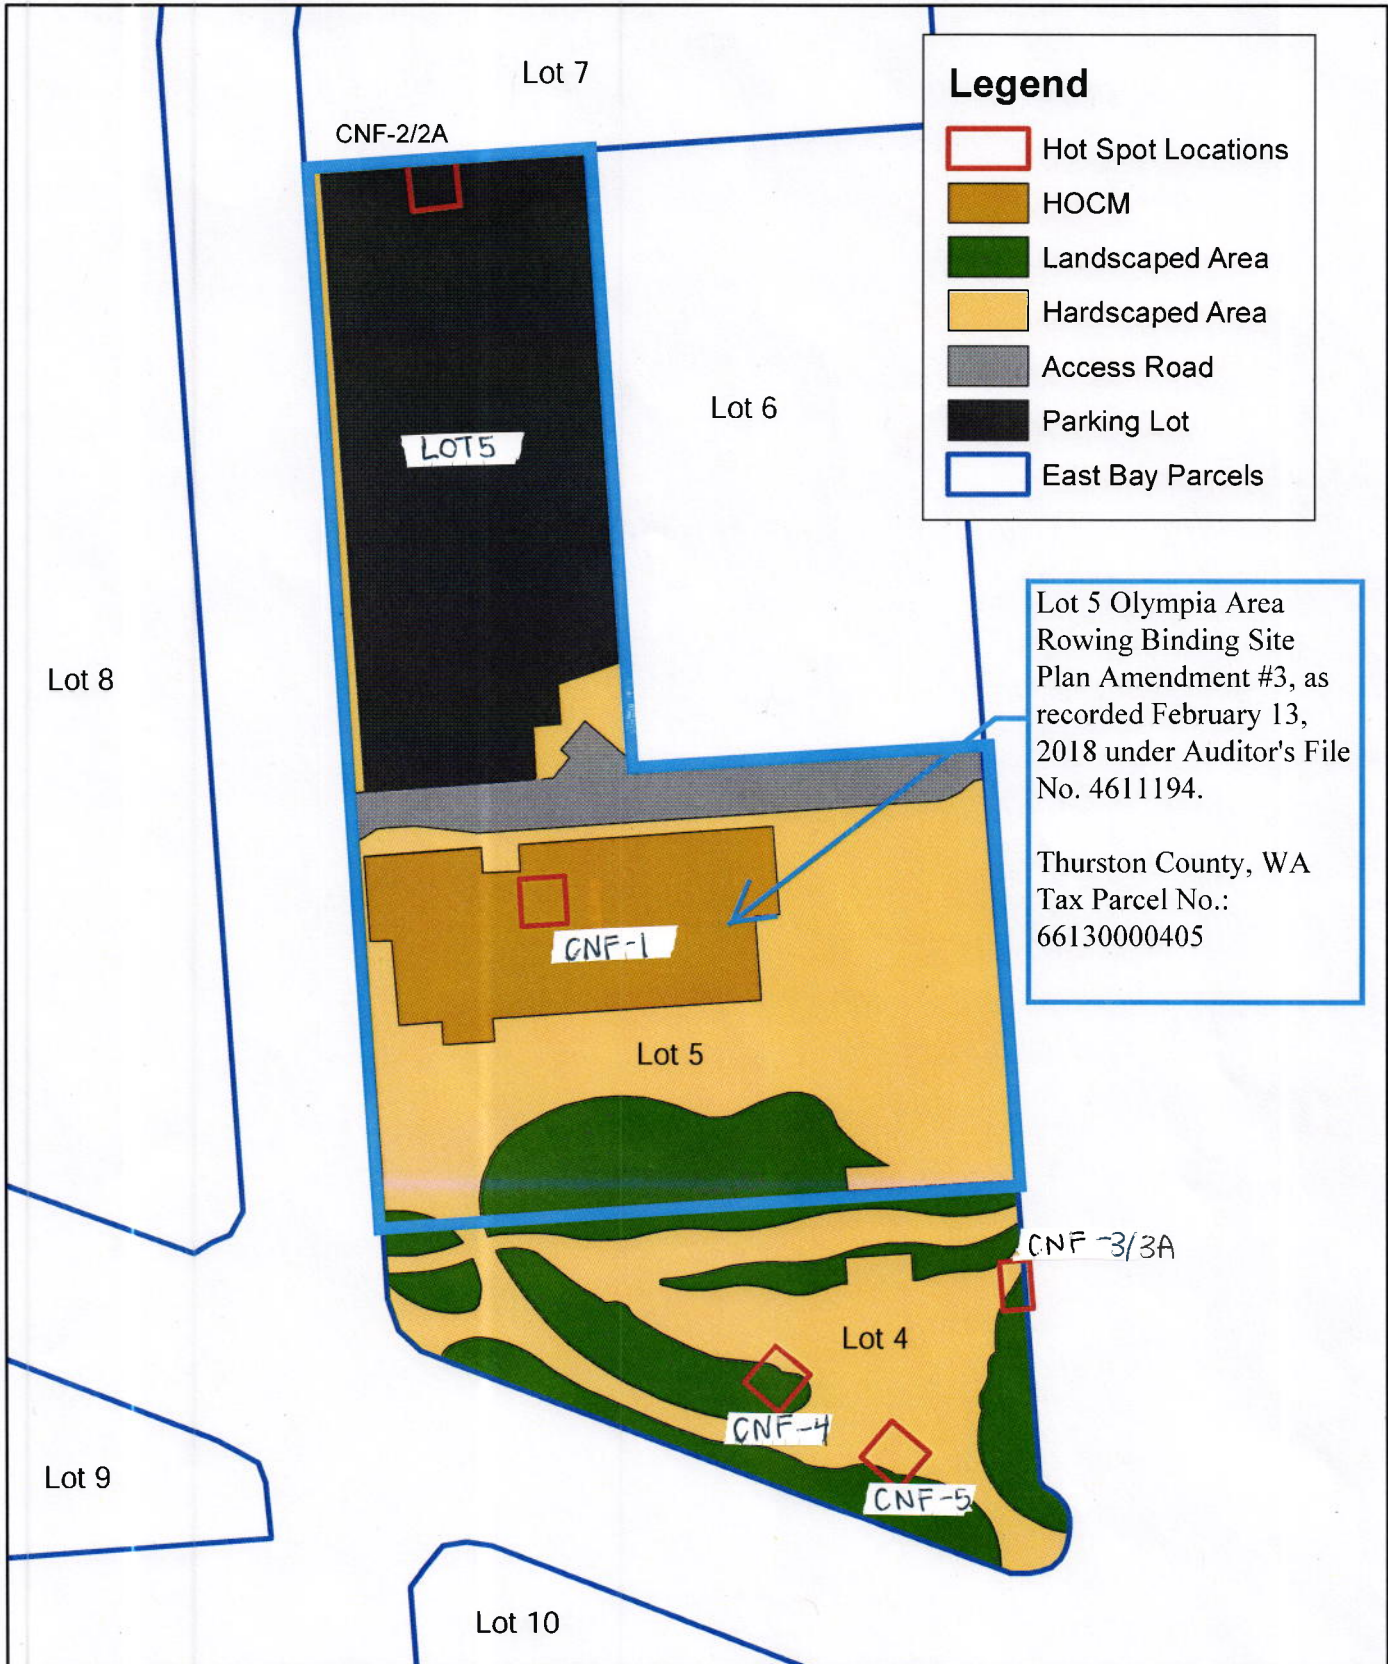 Lot 7
CNF-2/2A
Legend
Hot Spot Locations
HOCM
Landscaped Area
Hardscaped Area
Access Road
Parking Lot
East Bay Parcels
Lot 6
LOT5
Lot 8
Lot 5 Olympia Area
Rowing Binding Site
Plan Amendment #3, as
recorded February 13,
2018 under Auditor's File
No. 4611194.
Thurston County, WA
Tax Parcel No.:
66130000405
CNF-1
Lot 5
CNF-3/3A
Lot 4
CNF-4
CNF-5
Lot 9
Lot 10